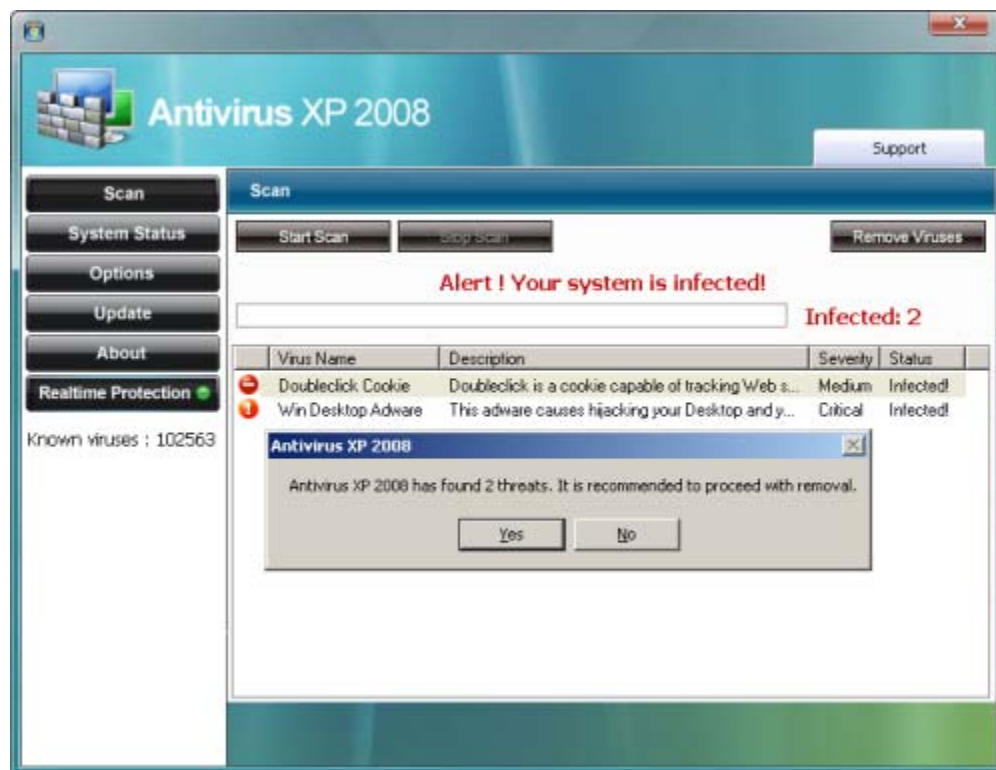 Antivirus XP 2008
Support
Scan
System Status
Options
Update
About
Realtime Protection
Known viruses : 102563
Scan
Start Scan
Stop Scan
Remove Viruses
Alert ! Your system is infected!
Infected: 2
Virus Name Description Severity Status
Doubleclick Cookie Doubleclick is a cookie capable of tracking Web s... Medium Infected!
Win Desktop Adware This adware causes hijacking your Desktop and y... Critical Infected!
Antivirus XP 2008
Antivirus XP 2008 has found 2 threats. It is recommended to proceed with removal.
Yes
No